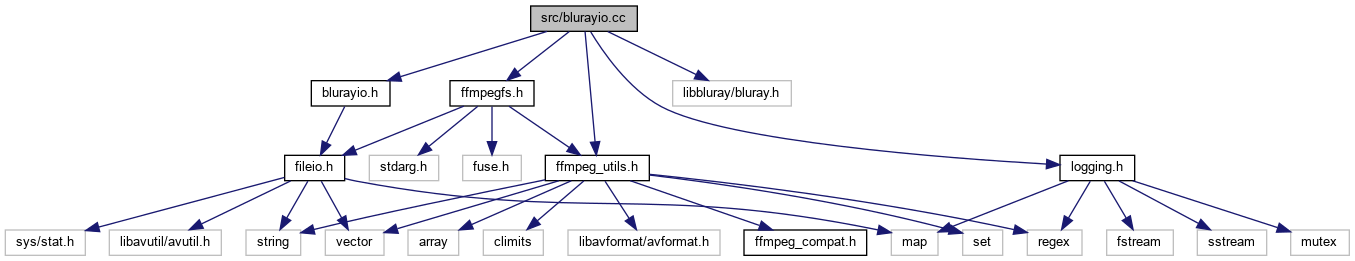 src/blurayio.cc
blurayio.h
ffmpegfs.h
libbluray/bluray.h
fileio.h
stdarg.h
fuse.h
ffmpeg_utils.h
logging.h
sys/stat.h
libavutil/avutil.h
string
vector
array
climits
libavformat/avformat.h
ffmpeg_compat.h
map
set
regex
fstream
sstream
mutex